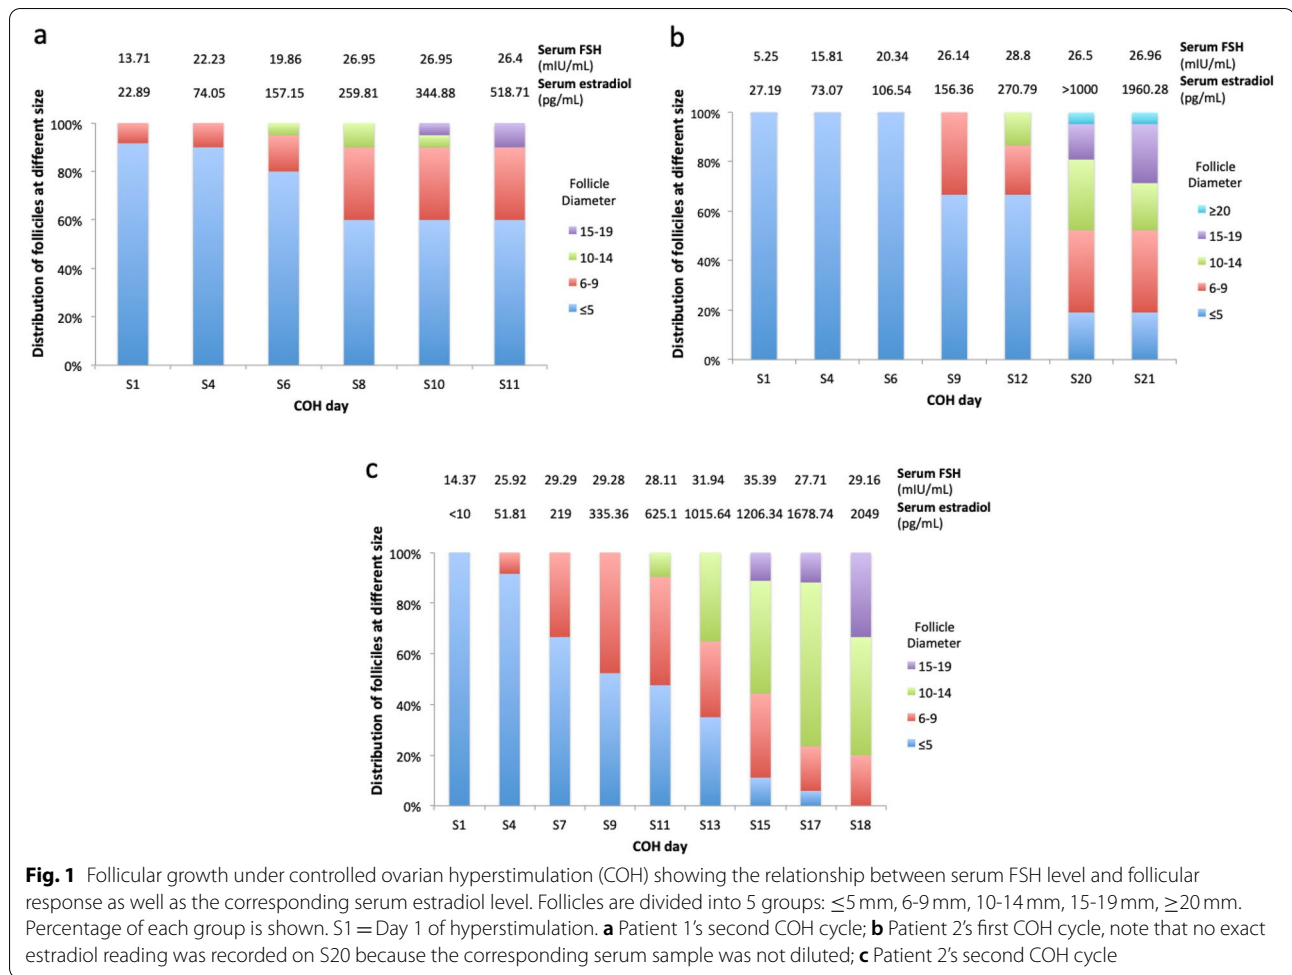 a
Serum FSH
13.71 22.23 19.86 26.95 26.95 26.4 (mIU/mL)
Serum estradiol
22.89 74.05 157.15 259.81 344.88 518.71 (pg/mL)
Distribution of folliciles at different size
100%
80%
60%
40%
20%
0%
S1 S4 S6 S8 S10 S11
COH day
Follicle
Diameter
15-19
10-14
6-9
≤5
b
Serum FSH
5.25 15.81 20.34 26.14 28.8 26.5 26.96 (mIU/mL)
Serum estradiol
27.19 73.07 106.54 156.36 270.79 >1000 1960.28 (pg/mL)
Distribution of folliciles at different size
100%
80%
60%
40%
20%
0%
S1 S4 S6 S9 S12 S20 S21
COH day
Follicle
Diameter
≥20
15-19
10-14
6-9
≤5
c
Serum FSH
14.37 25.92 29.29 29.28 28.11 31.94 35.39 27.71 29.16 (mIU/mL)
Serum estradiol
<10 51.81 219 335.36 625.1 1015.64 1206.34 1678.74 2049 (pg/mL)
Distribution of folliciles at different size
100%
80%
60%
40%
20%
0%
S1 S4 S7 S9 S11 S13 S15 S17 S18
COH day
Follicle
Diameter
15-19
10-14
6-9
≤5
Fig. 1 Follicular growth under controlled ovarian hyperstimulation (COH) showing the relationship between serum FSH level and follicular
response as well as the corresponding serum estradiol level. Follicles are divided into 5 groups: ≤5 mm, 6-9 mm, 10-14 mm, 15-19 mm, ≥20 mm.
Percentage of each group is shown. S1 = Day 1 of hyperstimulation. a Patient 1's second COH cycle; b Patient 2's first COH cycle, note that no exact
estradiol reading was recorded on S20 because the corresponding serum sample was not diluted; c Patient 2's second COH cycle